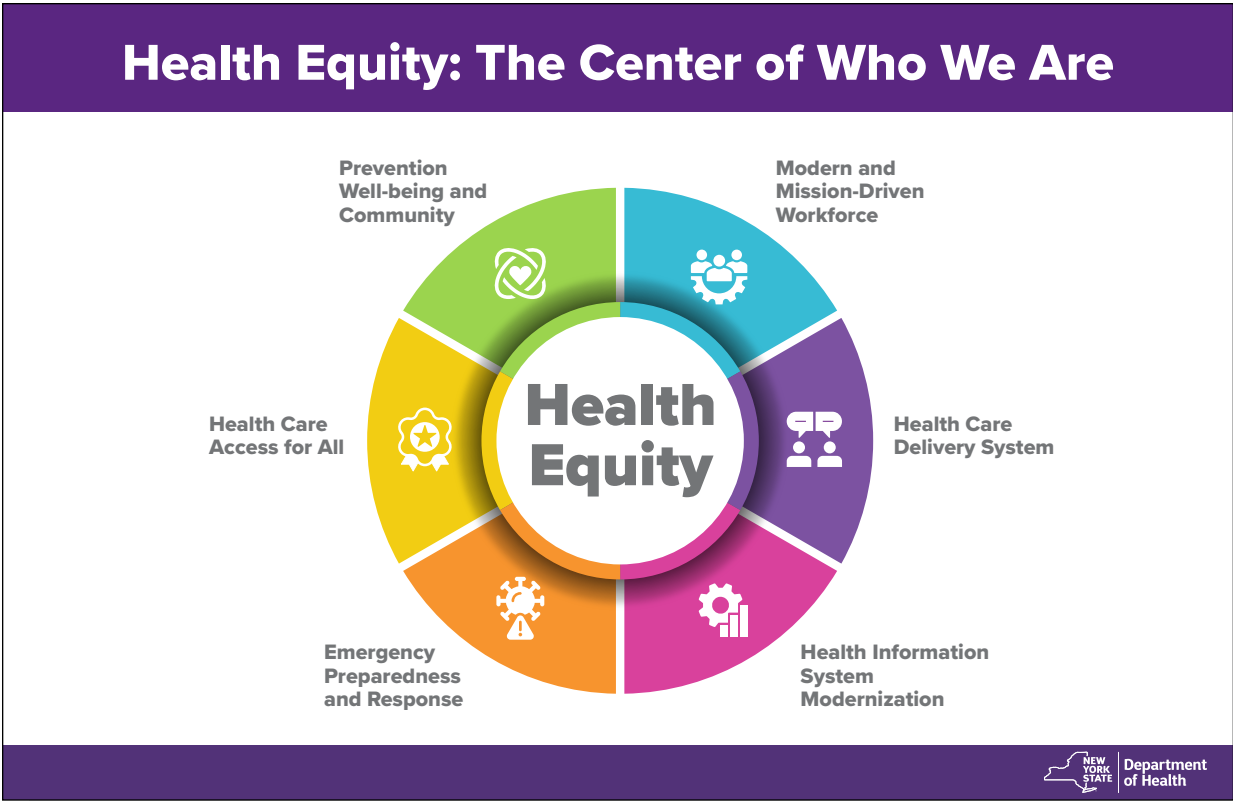 Health Equity: The Center of Who We Are
Prevention
Well-being and
Community
Modern and
Mission-Driven
Workforce
Health Care
Access for All
Health
Equity
Health Care
Delivery System
Emergency
Preparedness
and Response
Health Information
System
Modernization
NEW
YORK
STATE
Department
of Health